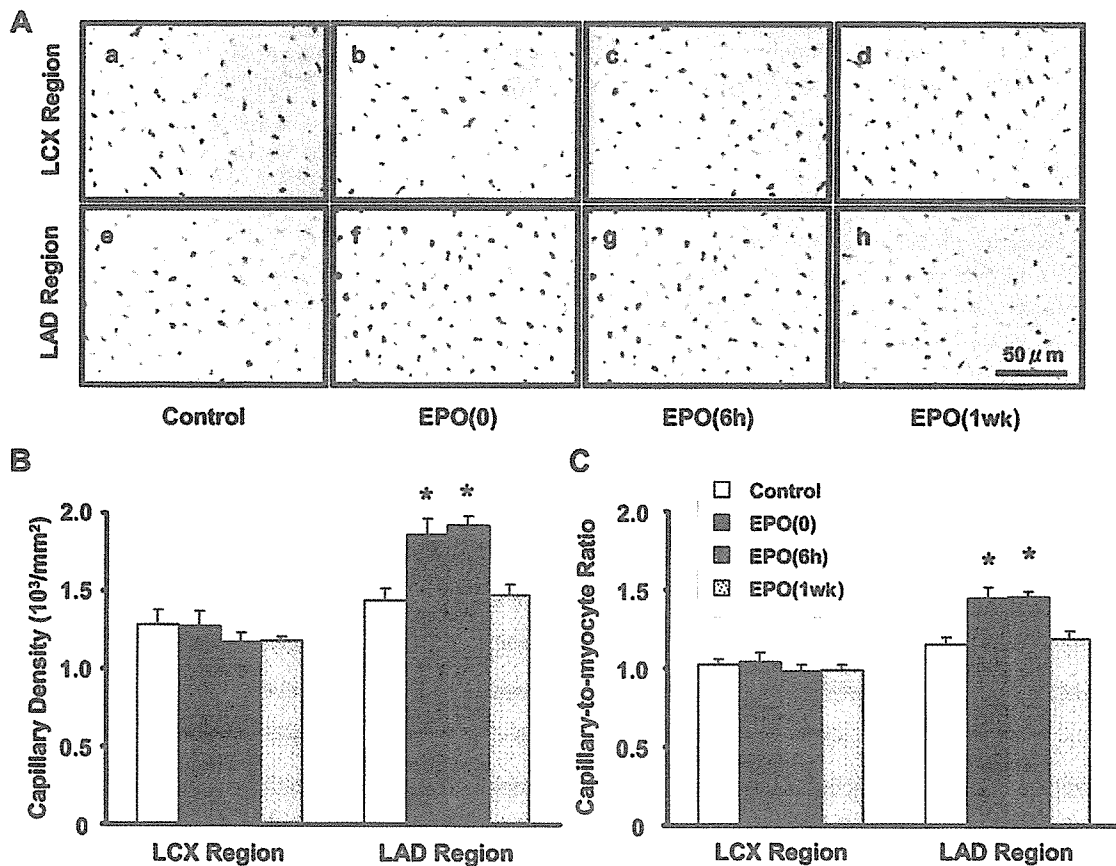 A
LCX Region
a
b
c
d
LAD Region
e
f
g
h
50 μm
Control
EPO(0)
EPO(6h)
EPO(1wk)
B
Capillary Density (10³/mm²)
2.0
1.5
1.0
0.5
0
* *
LCX Region
LAD Region
C
Capillary-to-myocyte Ratio
2.0
1.5
1.0
0.5
0
Control
EPO(0)
EPO(6h)
EPO(1wk)
* *
LCX Region
LAD Region